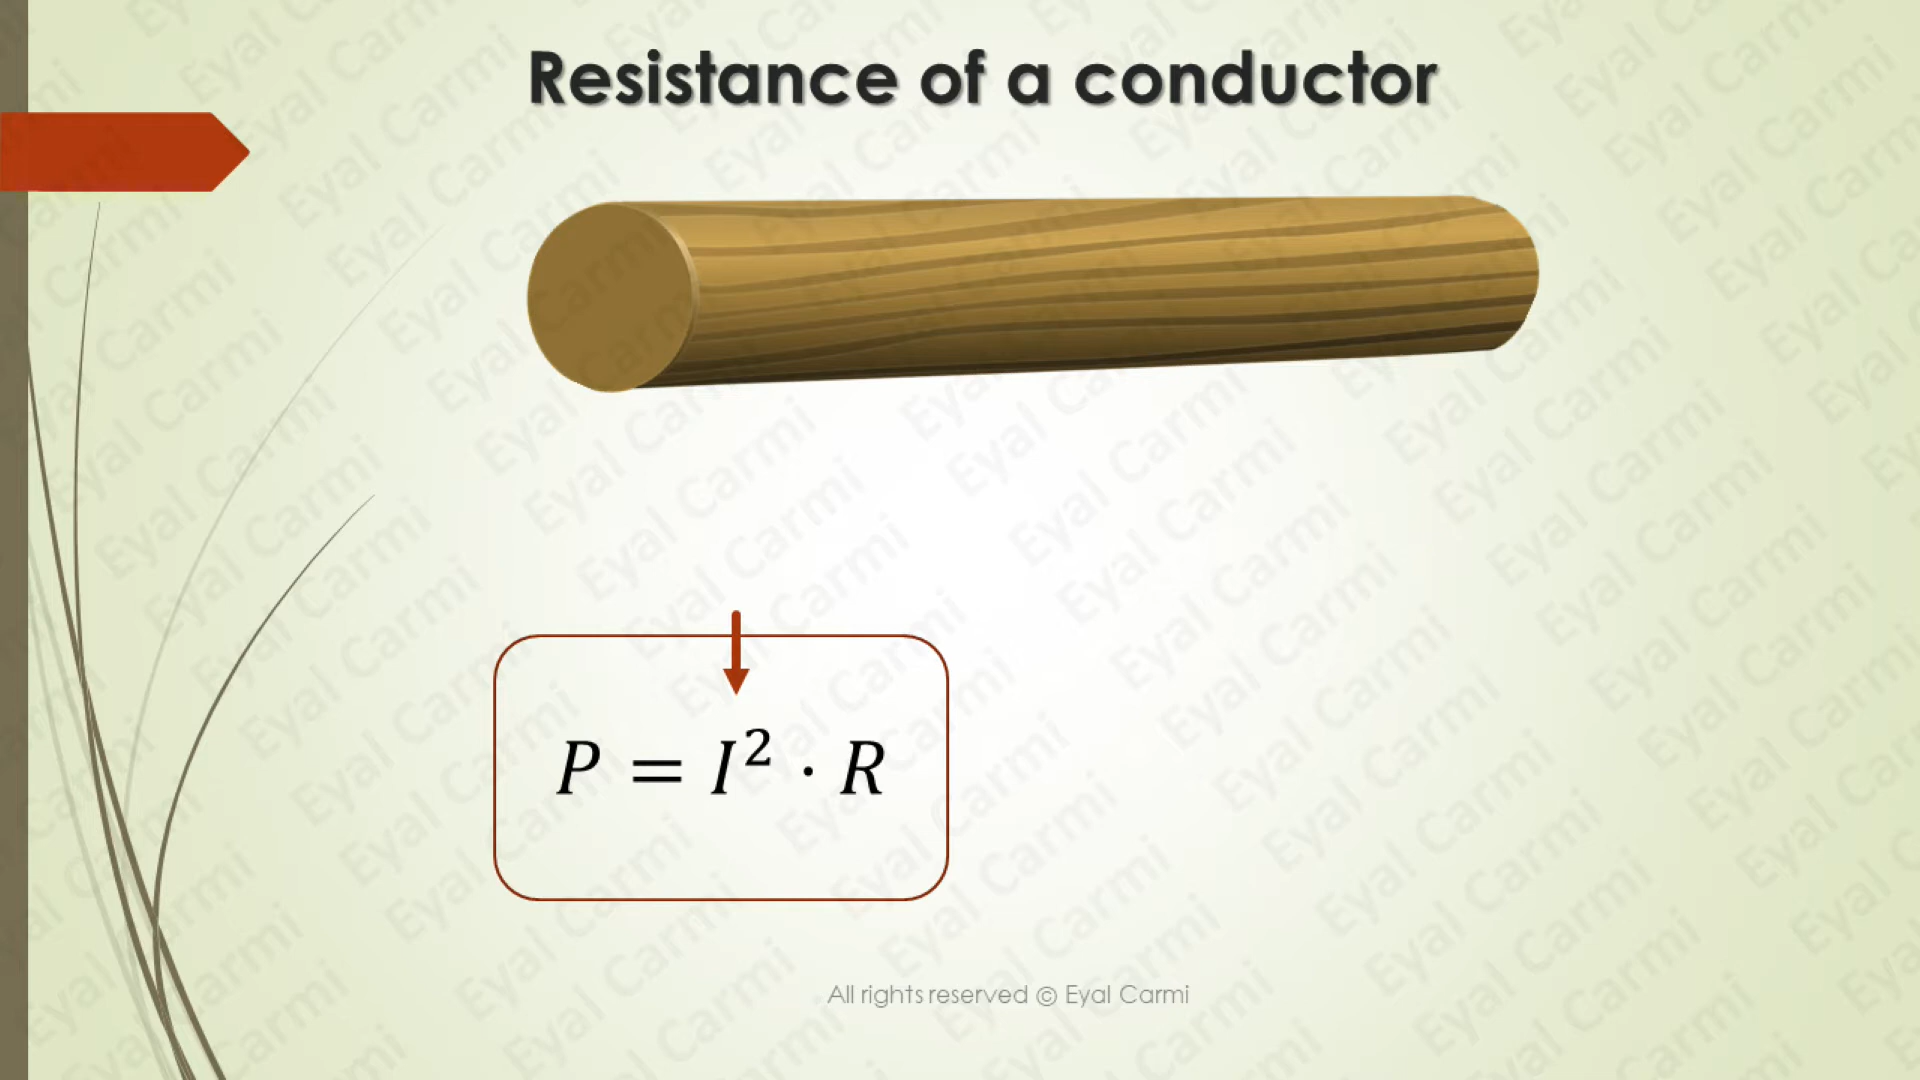 Resistance of a conductor
P = I² · R
All rights reserved © Eyal Carmi